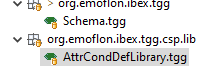 > org.emoflon.ibex.tgg
Schema.tgg
org.emoflon.ibex.tgg.csp.lib
AttrCondDefLibrary.tgg